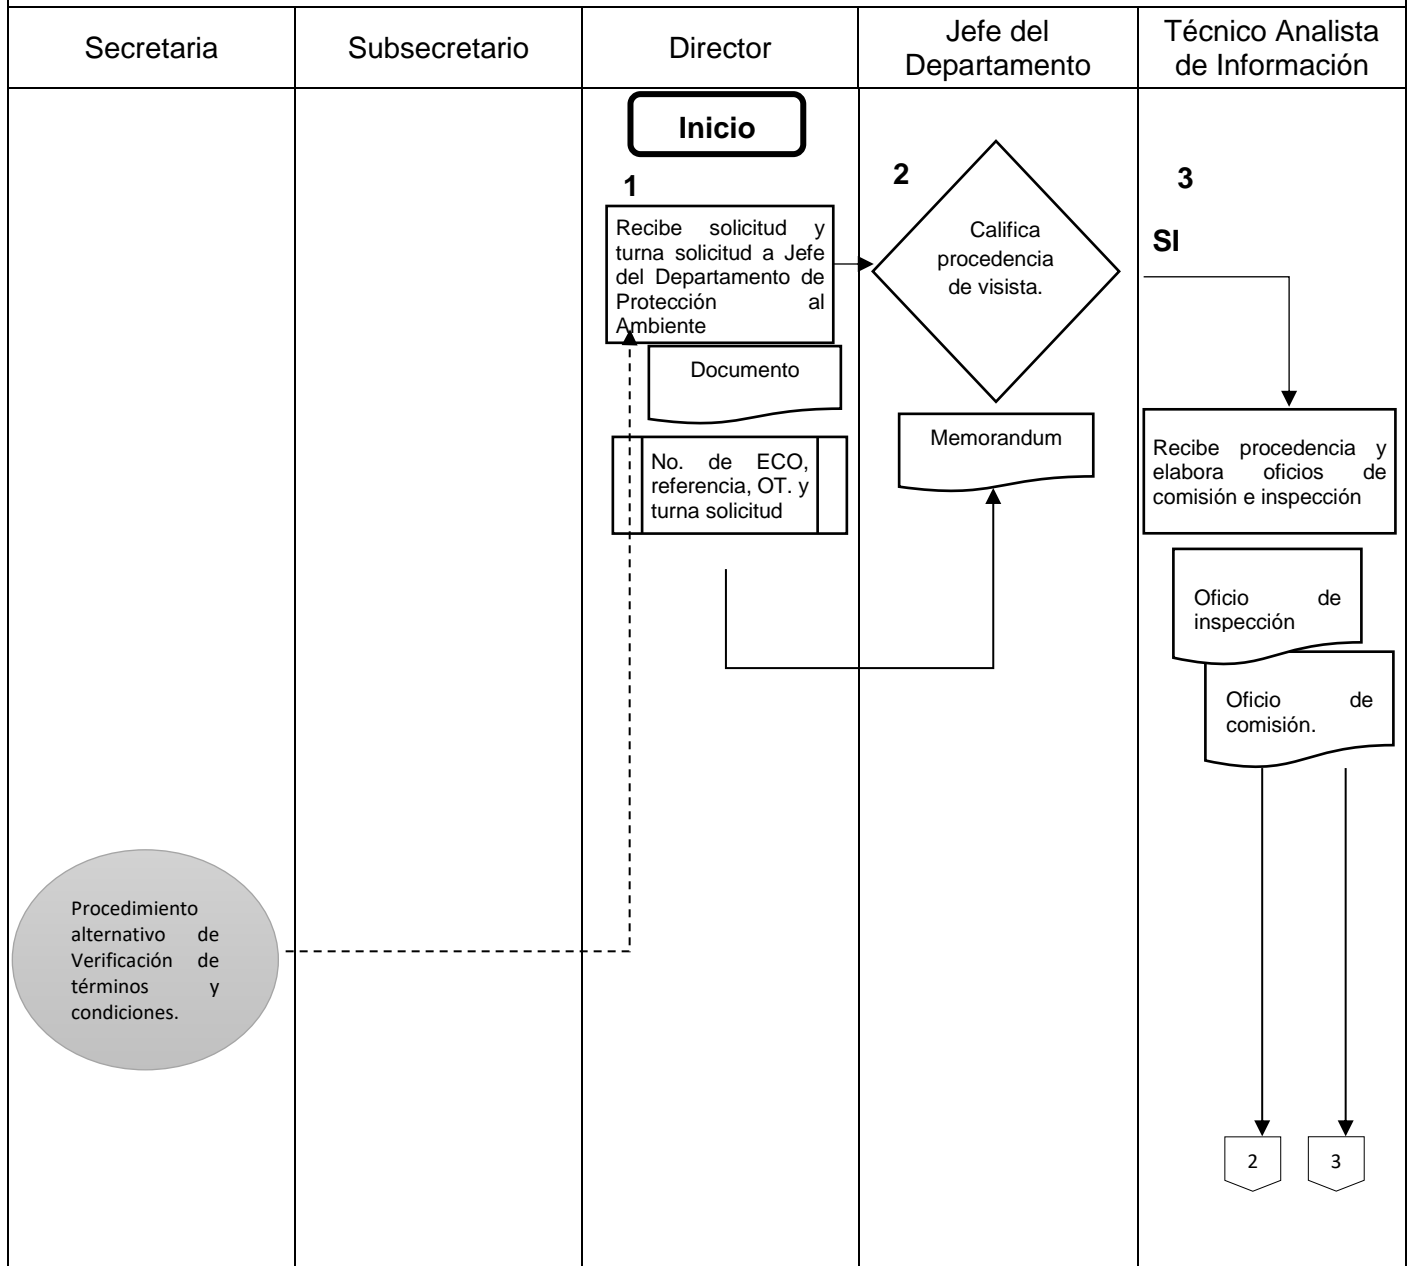 Secretaria
Subsecretario
Director
Jefe del
Departamento
Técnico Analista
de Información
Inicio
1
Recibe solicitud y
turna solicitud a Jefe
del Departamento de
Protección al
Ambiente
Documento
No. de ECO,
referencia, OT. y
turna solicitud
2
Califica
procedencia
de visista.
Memorandum
3
SI
Recibe procedencia y
elabora oficios de
comisión e inspección
Oficio de
inspección
Oficio de
comisión.
Procedimiento
alternativo de
Verificación de
términos y
condiciones.
2
3